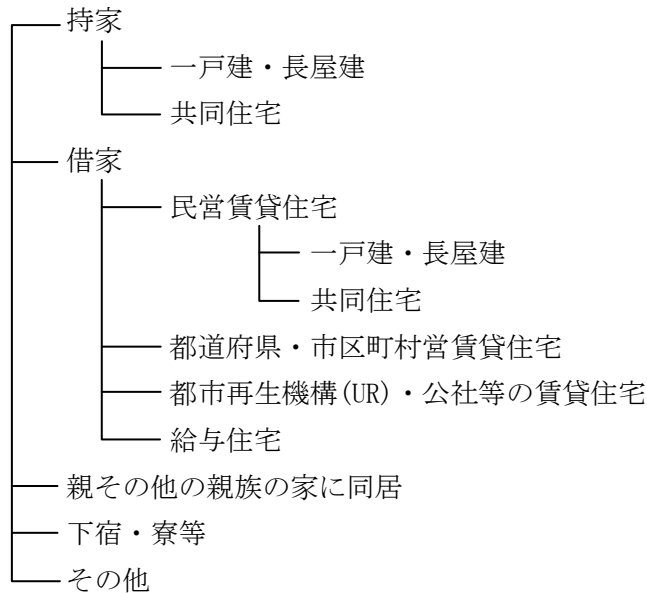 持家
一戸建・長屋建
共同住宅
借家
民営賃貸住宅
一戸建・長屋建
共同住宅
都道府県・市区町村営賃貸住宅
都市再生機構(UR)・公社等の賃貸住宅
給与住宅
親その他の親族の家に同居
下宿・寮等
その他